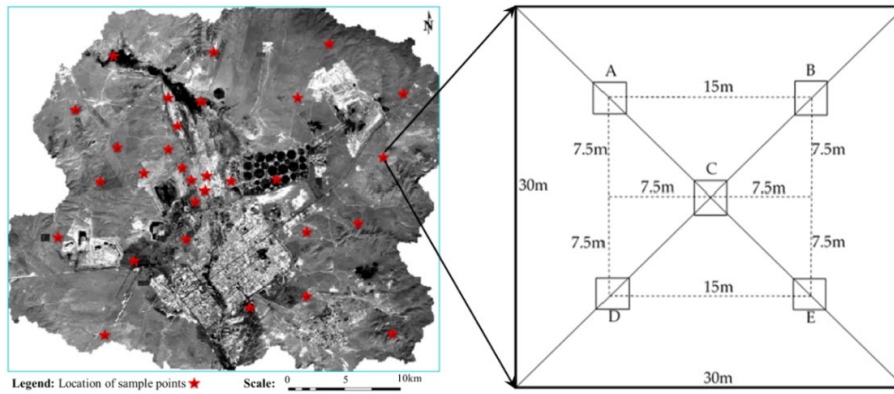 N
Legend: Location of sample points
Scale:
0 5 10km
A B
15m
7.5m 7.5m
C
30m
7.5m 7.5m
7.5m 7.5m
15m
D E
30m